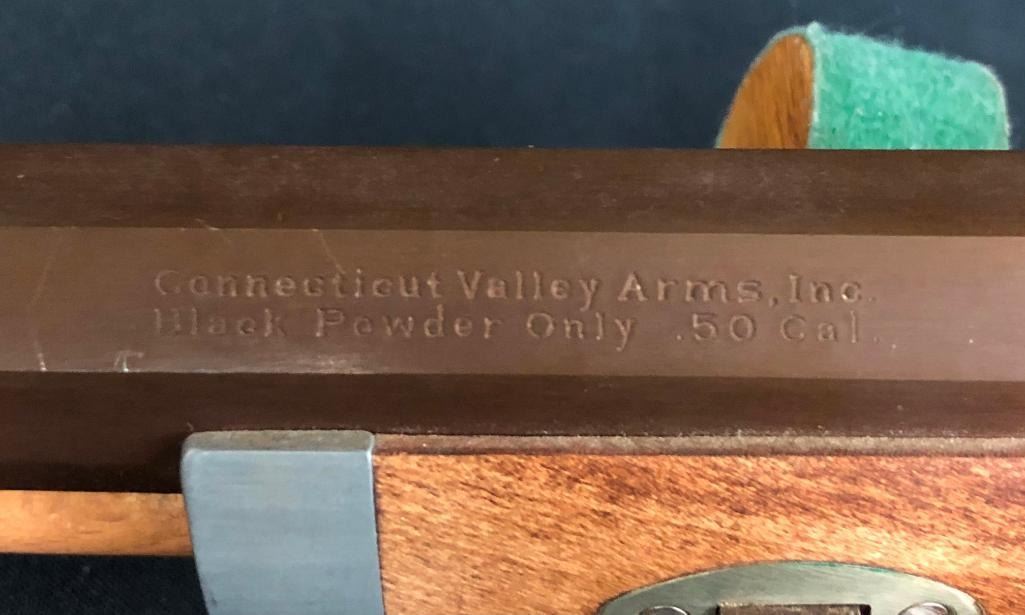 Connecticut Valley Arms, Inc.
Black Powder Only .50 Cal.